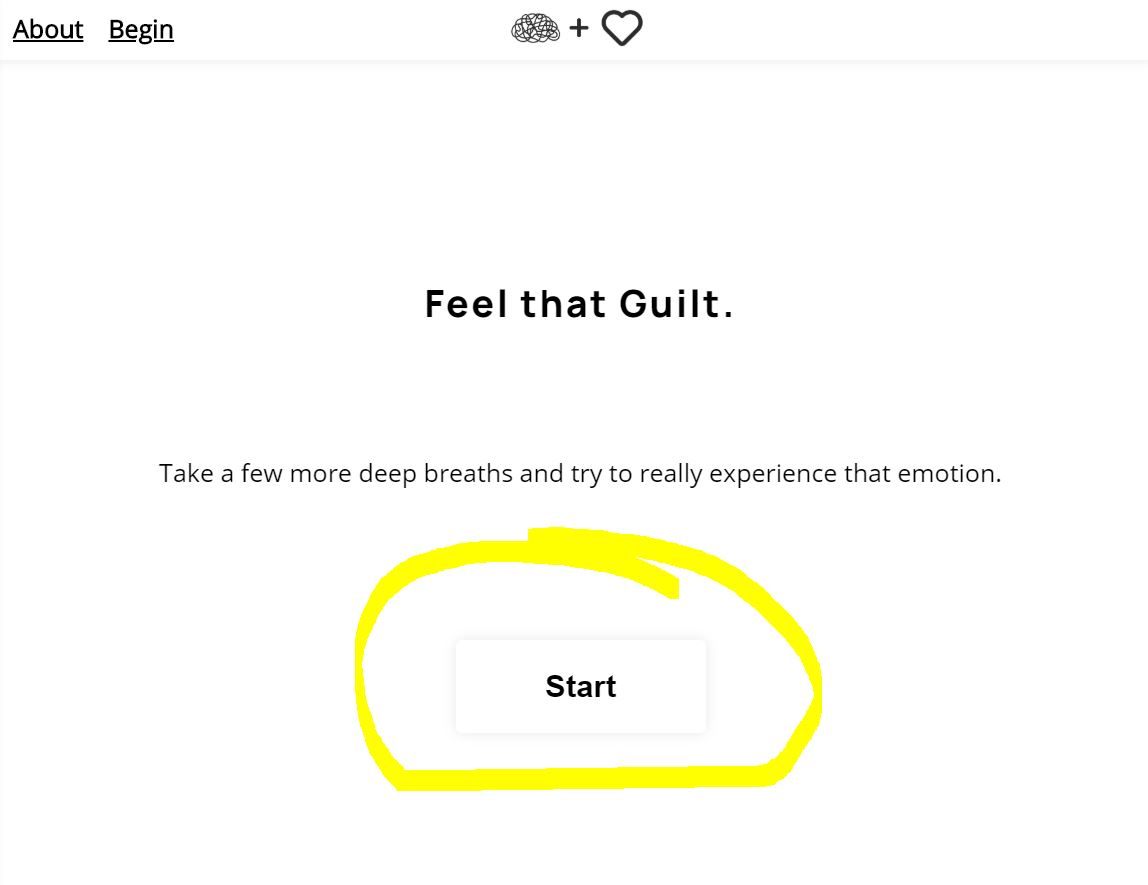 About Begin
+
Feel that Guilt.
Take a few more deep breaths and try to really experience that emotion.
Start